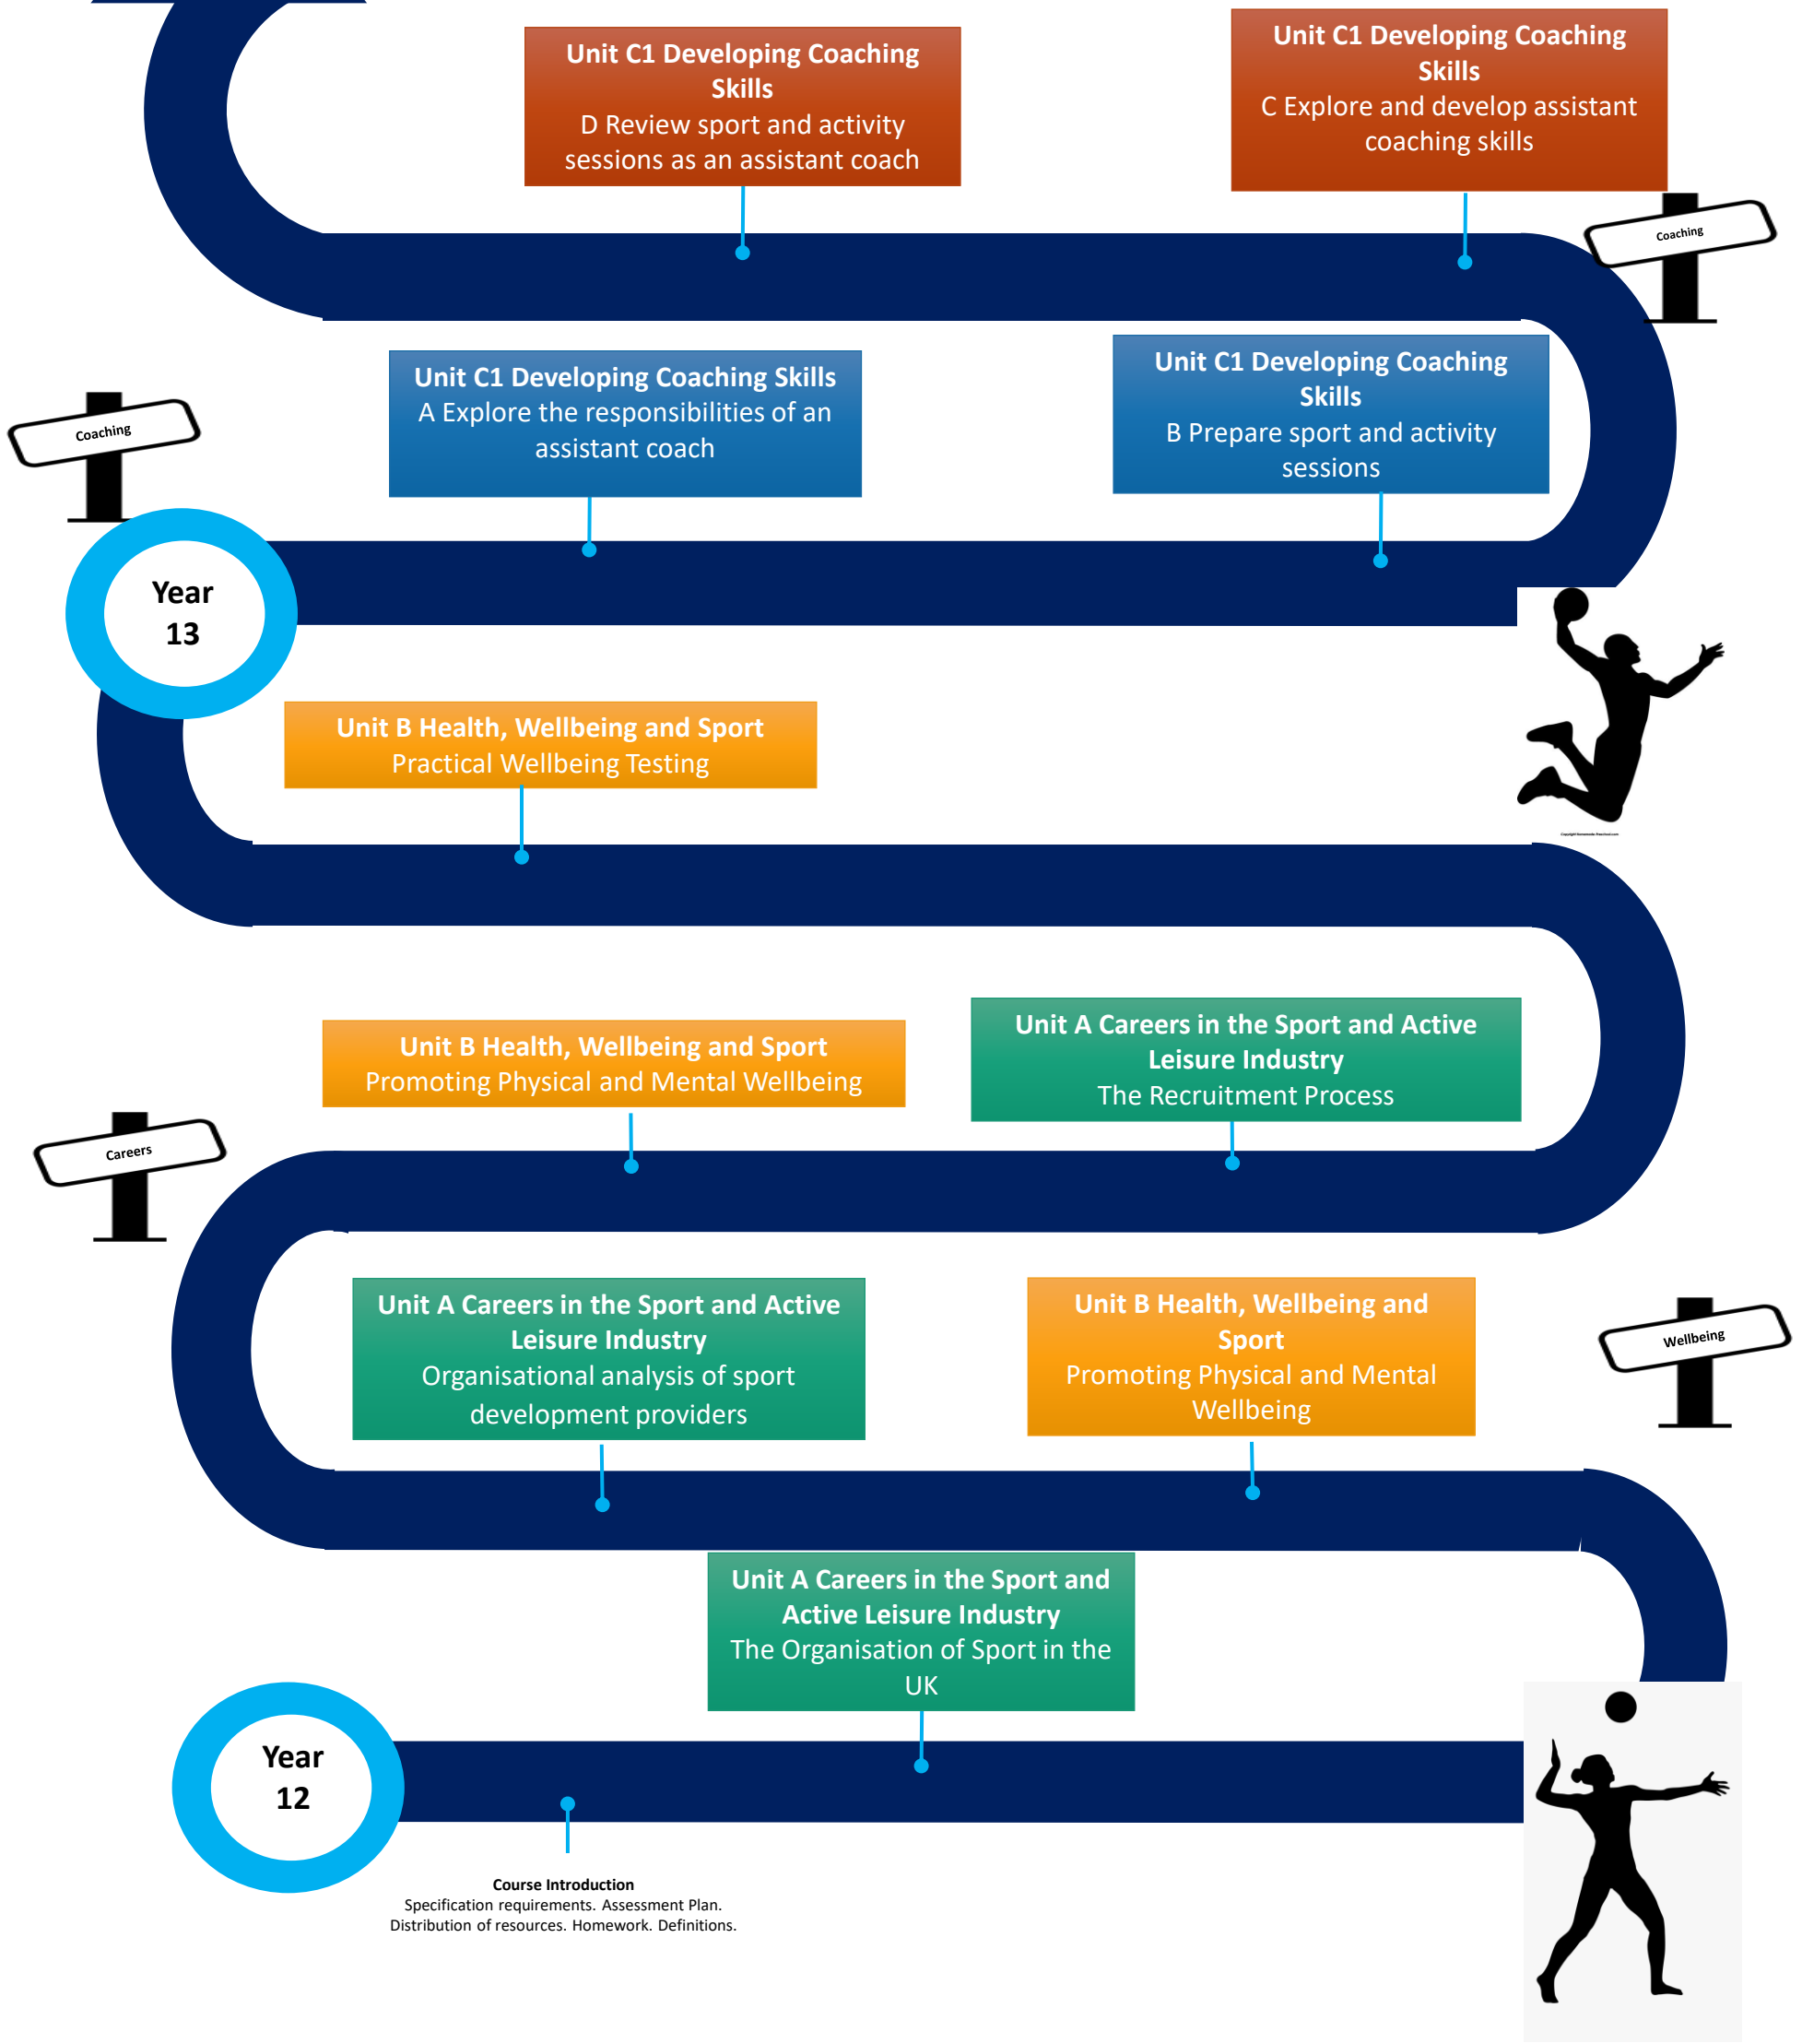 Unit C1 Developing Coaching
Skills
D Review sport and activity
sessions as an assistant coach
Unit C1 Developing Coaching
Skills
C Explore and develop assistant
coaching skills
Coaching
Unit C1 Developing Coaching Skills
A Explore the responsibilities of an
assistant coach
Unit C1 Developing Coaching
Skills
B Prepare sport and activity
sessions
Coaching
Year
13
Unit B Health, Wellbeing and Sport
Practical Wellbeing Testing
Unit B Health, Wellbeing and Sport
Promoting Physical and Mental Wellbeing
Unit A Careers in the Sport and Active
Leisure Industry
The Recruitment Process
Careers
Unit A Careers in the Sport and Active
Leisure Industry
Organisational analysis of sport
development providers
Unit B Health, Wellbeing and
Sport
Promoting Physical and Mental
Wellbeing
Wellbeing
Unit A Careers in the Sport and
Active Leisure Industry
The Organisation of Sport in the
UK
Year
12
Course Introduction
Specification requirements. Assessment Plan.
Distribution of resources. Homework. Definitions.